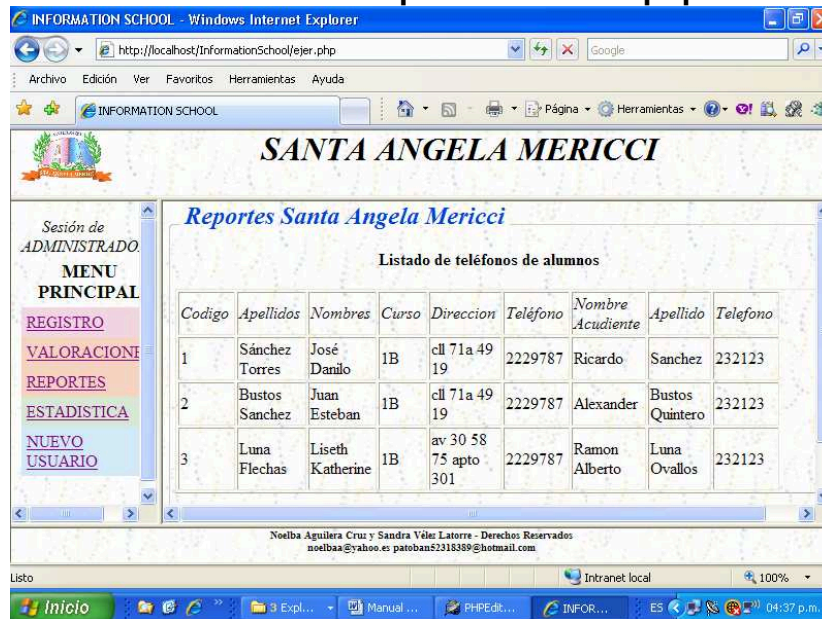 INFORMATION SCHOOL - Windows Internet Explorer
http://localhost/InformationSchool/ejer.php
Google
Archivo Edición Ver Favoritos Herramientas Ayuda
INFORMATION SCHOOL
Página Herramientas
SANTA ANGELA MERICCI
Sesión de
ADMINISTRADO
MENU
PRINCIPAL
REGISTRO
VALORACIONE
REPORTES
ESTADISTICA
NUEVO
USUARIO
Reportes Santa Angela Mericci
Listado de teléfonos de alumnos
Codigo Apellidos Nombres Curso Direccion Teléfono Nombre Acudiente Apellido Telefono
1 Sánchez Torres José Danilo 1B cll 71a 49 19 2229787 Ricardo Sanchez 232123
2 Bustos Sanchez Juan Esteban 1B cll 71a 49 19 2229787 Alexander Bustos Quintero 232123
3 Luna Flechas Liseth Katherine 1B av 30 58 75 apto 301 2229787 Ramon Alberto Luna Ovallos 232123
Noelba Aguilera Cruz y Sandra Vélez Latorre - Derechos Reservados
noelbaa@yahoo.es patoban52318389@hotmail.com
Listo Intranet local 100%
Inicio 3 Expl... Manual ... PHPEdit... INFOR... ES 04:37 p.m.